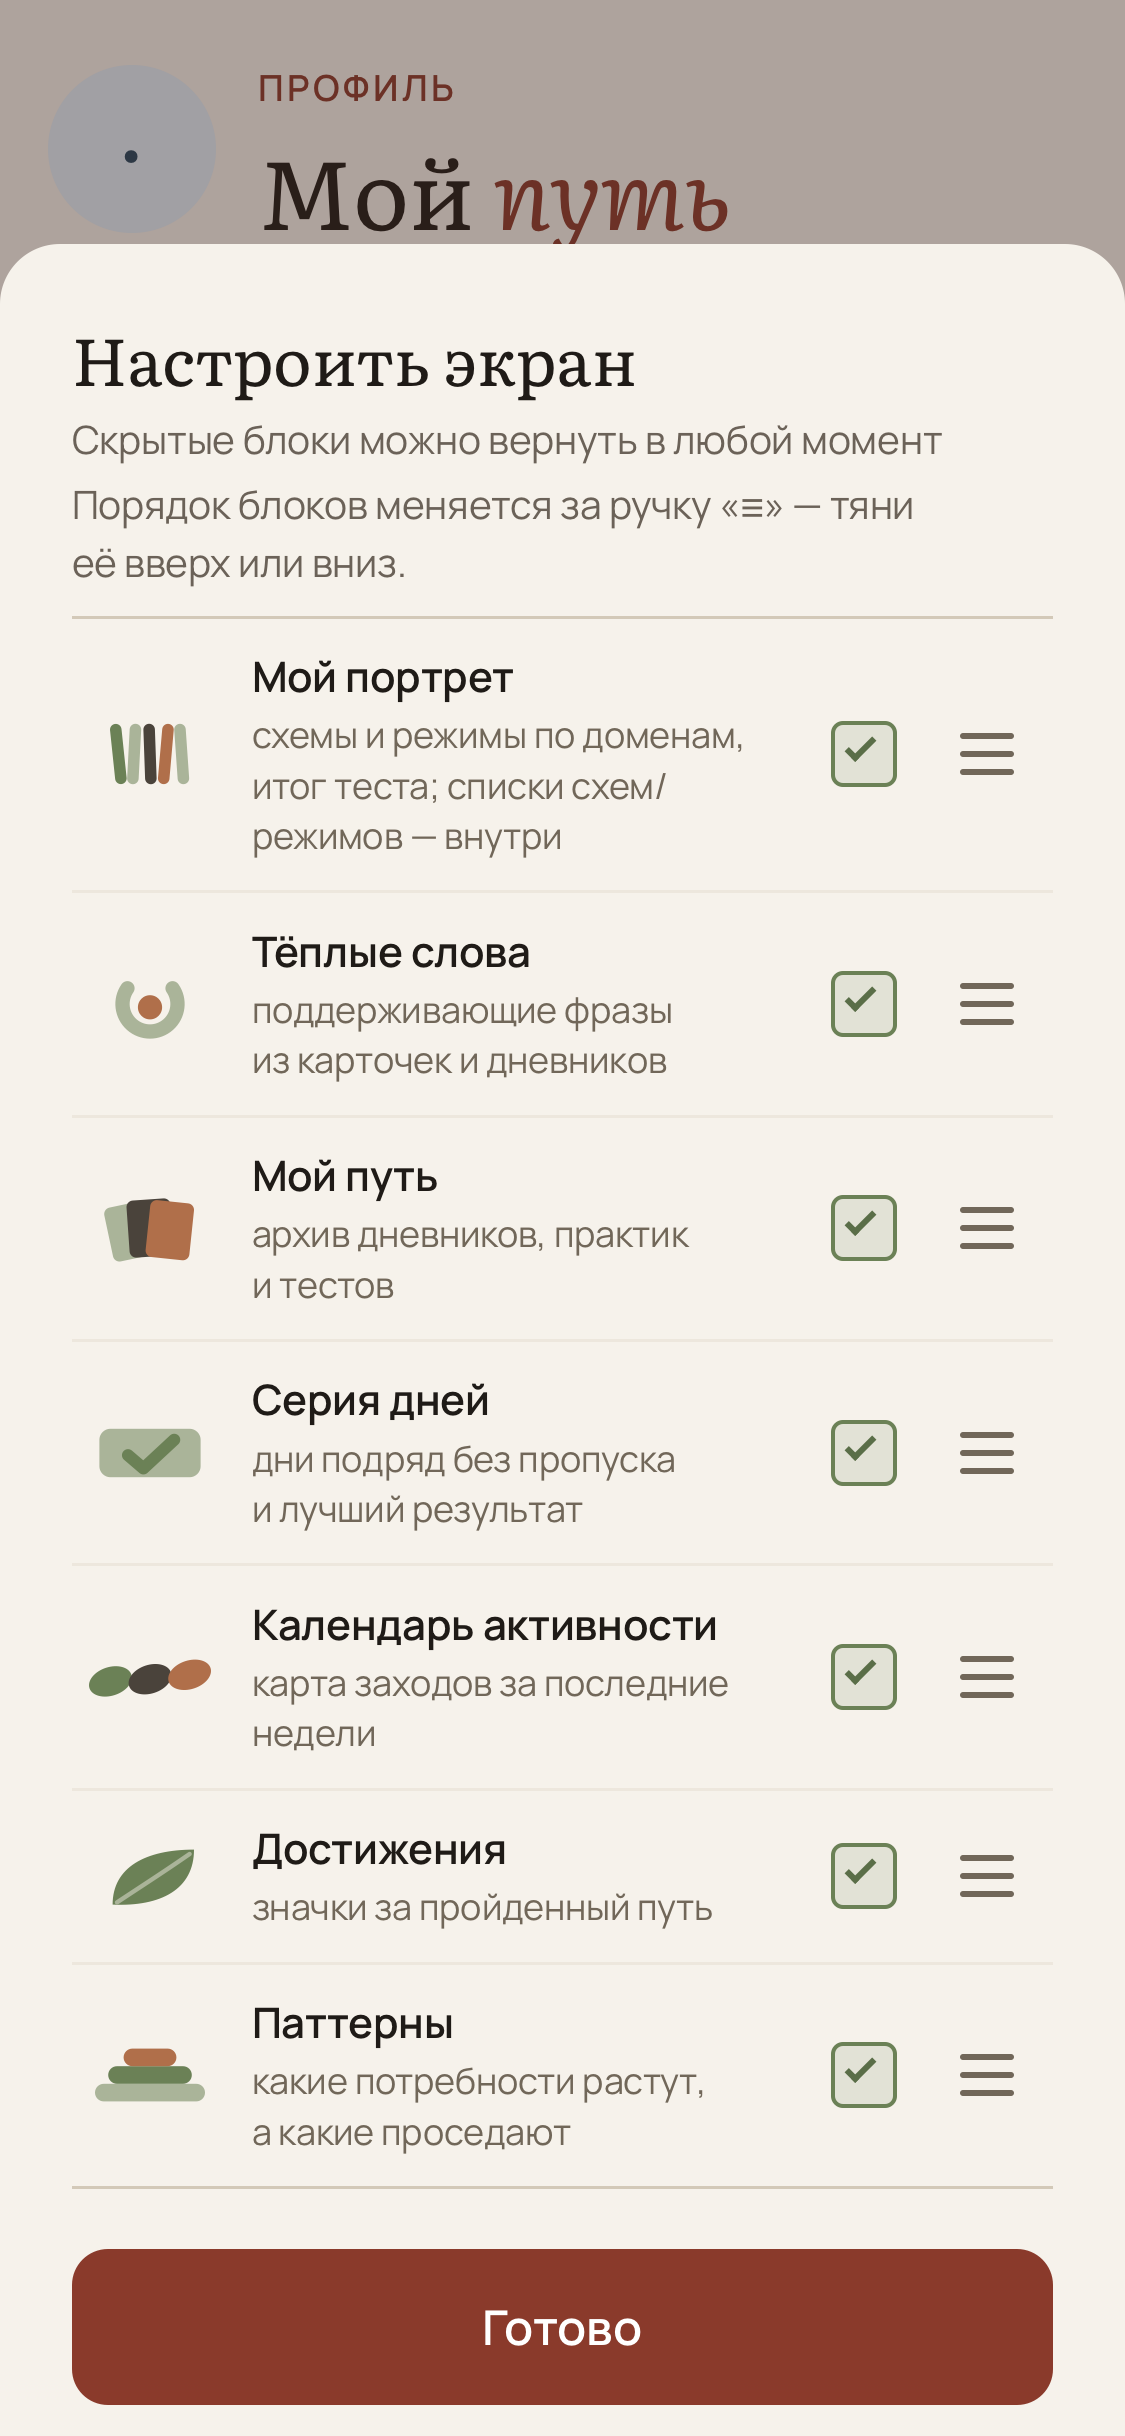 ПРОФИЛЬ
Мой путь
Настроить экран
Скрытые блоки можно вернуть в любой момент
Порядок блоков меняется за ручку «≡» — тяни
её вверх или вниз.
Мой портрет
схемы и режимы по доменам,
итог теста; списки схем/
режимов — внутри
Тёплые слова
поддерживающие фразы
из карточек и дневников
Мой путь
архив дневников, практик
и тестов
Серия дней
дни подряд без пропуска
и лучший результат
Календарь активности
карта заходов за последние
недели
Достижения
значки за пройденный путь
Паттерны
какие потребности растут,
а какие проседают
Готово